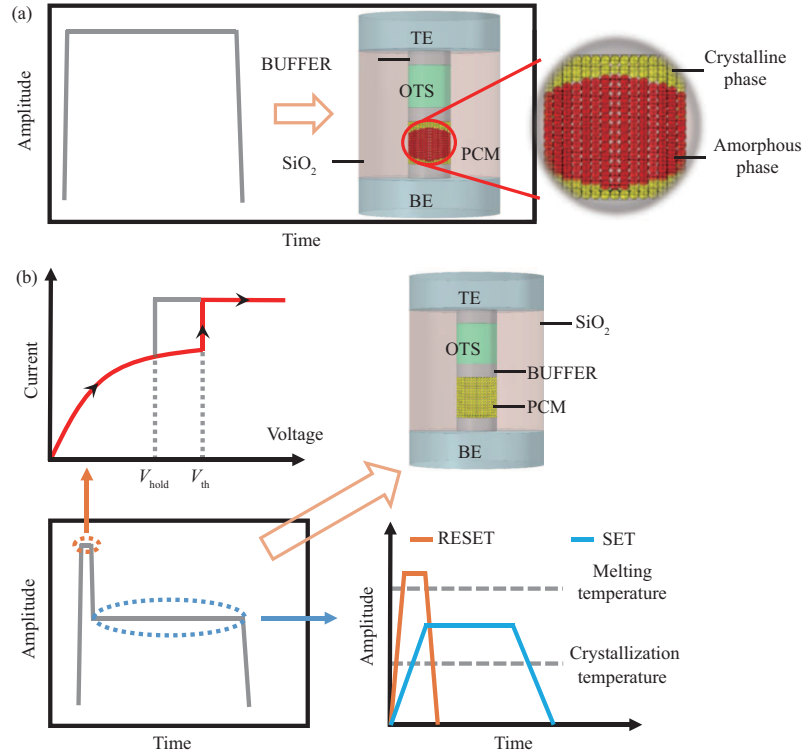 (a)
Amplitude
Time
BUFFER
TE
OTS
SiO2
PCM
BE
Crystalline
phase
Amorphous
phase
(b)
Current
Voltage
Vhold
Vth
TE
SiO2
OTS
BUFFER
PCM
BE
Amplitude
Time
RESET
SET
Melting
temperature
Amplitude
Crystallization
temperature
Time